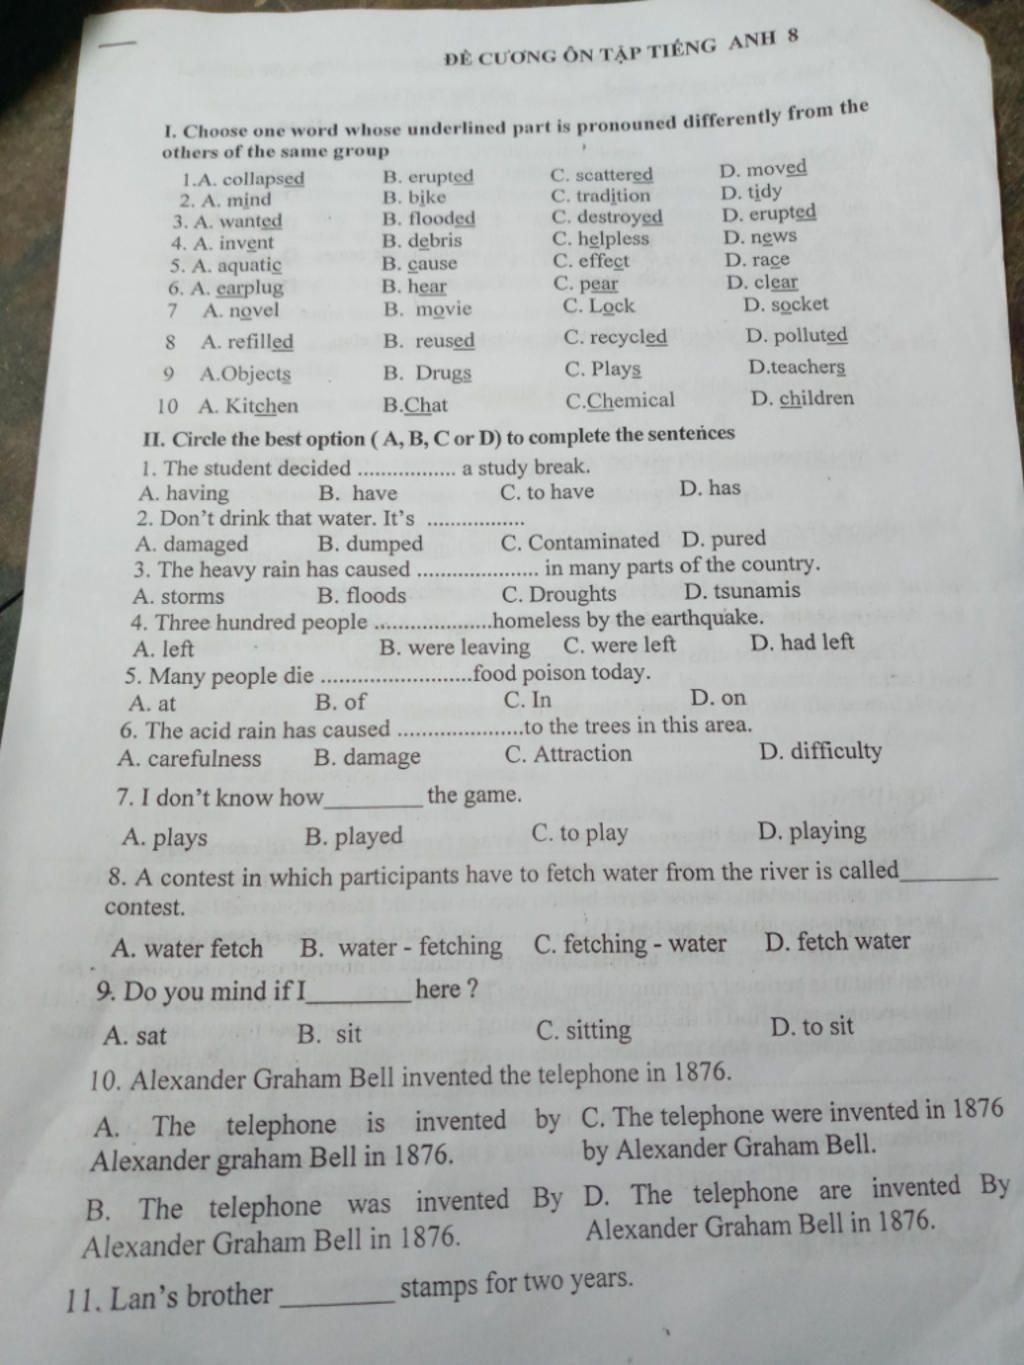 ĐỀ CƯƠNG ÔN TẬP TIẾNG ANH 8
I. Choose one word whose underlined part is pronouned differently from the
others of the same group
1.A. collapsed B. erupted C. scattered D. moved
2. A. mind B. bike C. tradition D. tidy
3. A. wanted B. flooded C. destroyed D. erupted
4. A. invent B. debris C. helpless D. news
5. A. aquatic B. cause C. effect D. race
6. A. earplug B. hear C. pear D. clear
7 A. novel B. movie C. Lock D. socket
8 A. refilled B. reused C. recycled D. polluted
9 A.Objects B. Drugs C. Plays D.teachers
10 A. Kitchen B.Chat C.Chemical D. children
II. Circle the best option ( A, B, C or D) to complete the sentences
1. The student decided ................. a study break.
A. having B. have C. to have D. has
2. Don't drink that water. It's .................
A. damaged B. dumped C. Contaminated D. pured
3. The heavy rain has caused ..................... in many parts of the country.
A. storms B. floods C. Droughts D. tsunamis
4. Three hundred people ....................homeless by the earthquake.
A. left B. were leaving C. were left D. had left
5. Many people die ..........................food poison today.
A. at B. of C. In D. on
6. The acid rain has caused ......................to the trees in this area.
A. carefulness B. damage C. Attraction D. difficulty
7. I don't know how________ the game.
A. plays B. played C. to play D. playing
8. A contest in which participants have to fetch water from the river is called________
contest.
A. water fetch B. water - fetching C. fetching - water D. fetch water
9. Do you mind if I________ here ?
A. sat B. sit C. sitting D. to sit
10. Alexander Graham Bell invented the telephone in 1876.
A. The telephone is invented by C. The telephone were invented in 1876
Alexander graham Bell in 1876. by Alexander Graham Bell.
B. The telephone was invented By D. The telephone are invented By
Alexander Graham Bell in 1876. Alexander Graham Bell in 1876.
11. Lan's brother _________ stamps for two years.